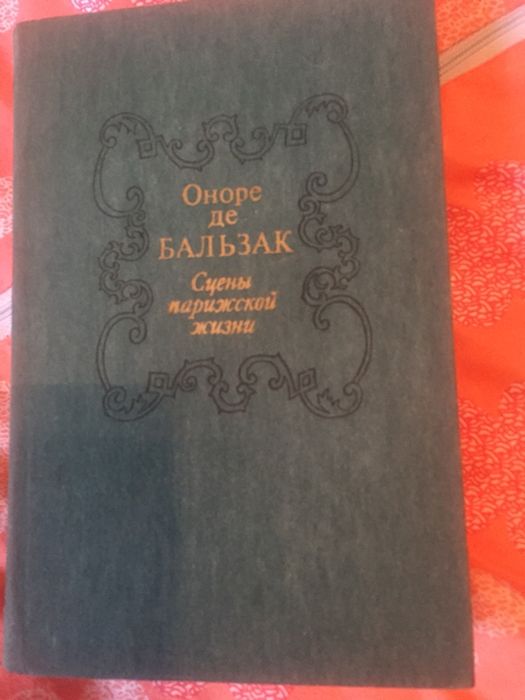 Оноре
де
БАЛЬЗАК
Сцены
парижской
жизни